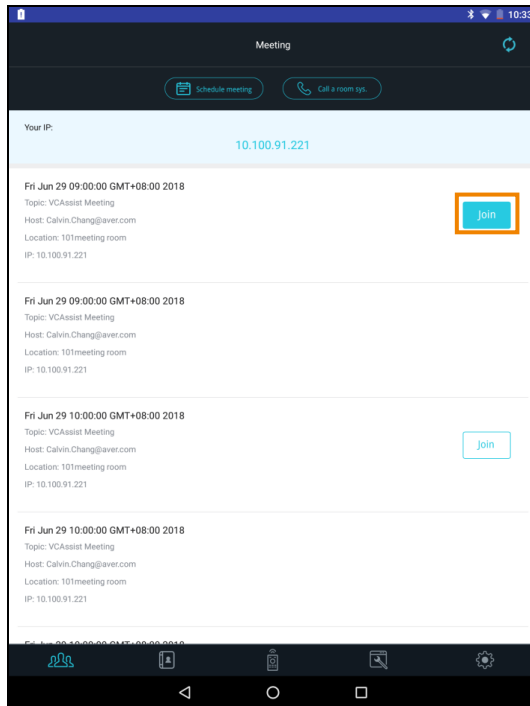 10:33
Meeting
Schedule meeting
Call a room sys.
Your IP:
10.100.91.221
Fri Jun 29 09:00:00 GMT+08:00 2018
Topic: VCAssist Meeting
Host: Calvin.Chang@aver.com
Location: 101meeting room
IP: 10.100.91.221
Join
Fri Jun 29 09:00:00 GMT+08:00 2018
Topic: VCAssist Meeting
Host: Calvin.Chang@aver.com
Location: 101meeting room
IP: 10.100.91.221
Fri Jun 29 10:00:00 GMT+08:00 2018
Topic: VCAssist Meeting
Host: Calvin.Chang@aver.com
Location: 101meeting room
IP: 10.100.91.221
Join
Fri Jun 29 10:00:00 GMT+08:00 2018
Topic: VCAssist Meeting
Host: Calvin.Chang@aver.com
Location: 101meeting room
IP: 10.100.91.221